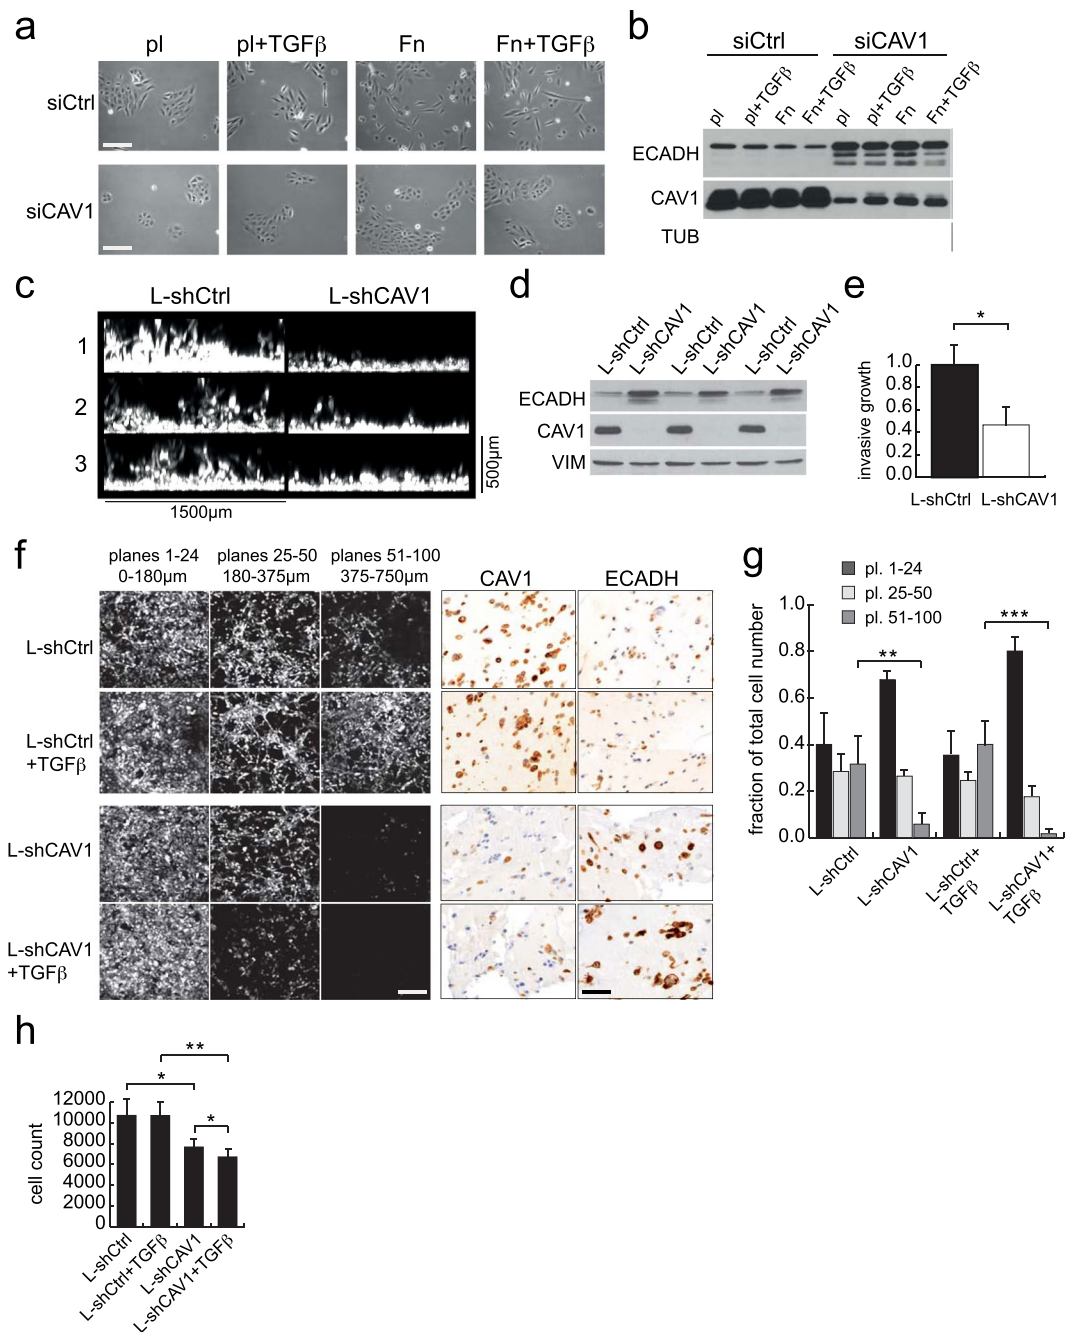 a
pl
pl+TGFβ
Fn
Fn+TGFβ
siCtrl
siCAV1
b
siCtrl
siCAV1
pl
pl+TGFβ
Fn
Fn+TGFβ
pl
pl+TGFβ
Fn
Fn+TGFβ
ECADH
CAV1
TUB
c
L-shCtrl
L-shCAV1
1
2
3
500µm
1500µm
d
L-shCtrl
L-shCAV1
L-shCtrl
L-shCAV1
L-shCtrl
L-shCAV1
ECADH
CAV1
VIM
e
*
invasive growth
1.0
0.8
0.6
0.4
0.2
0.0
L-shCtrl
L-shCAV1
f
planes 1-24
0-180µm
planes 25-50
180-375µm
planes 51-100
375-750µm
CAV1
ECADH
L-shCtrl
L-shCtrl
+TGFβ
L-shCAV1
L-shCAV1
+TGFβ
g
pl. 1-24
pl. 25-50
pl. 51-100
fraction of total cell number
1.0
0.8
0.6
0.4
0.2
0.0
**
***
L-shCtrl
L-shCAV1
L-shCtrl+
TGFβ
L-shCAV1+
TGFβ
h
**
*
*
cell count
12000
10000
8000
6000
4000
2000
0
L-shCtrl
L-shCtrl+TGFβ
L-shCAV1
L-shCAV1+TGFβ